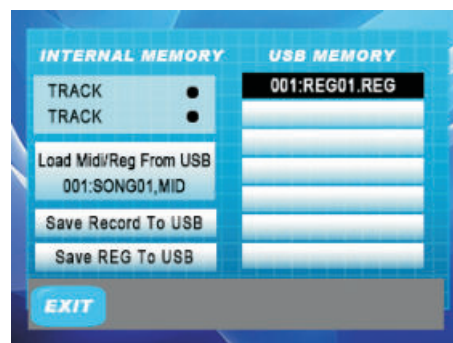 INTERNAL MEMORY
TRACK
TRACK
Load Midi/Reg From USB
001:SONG01,MID
Save Record To USB
Save REG To USB
USB MEMORY
001:REG01.REG
EXIT